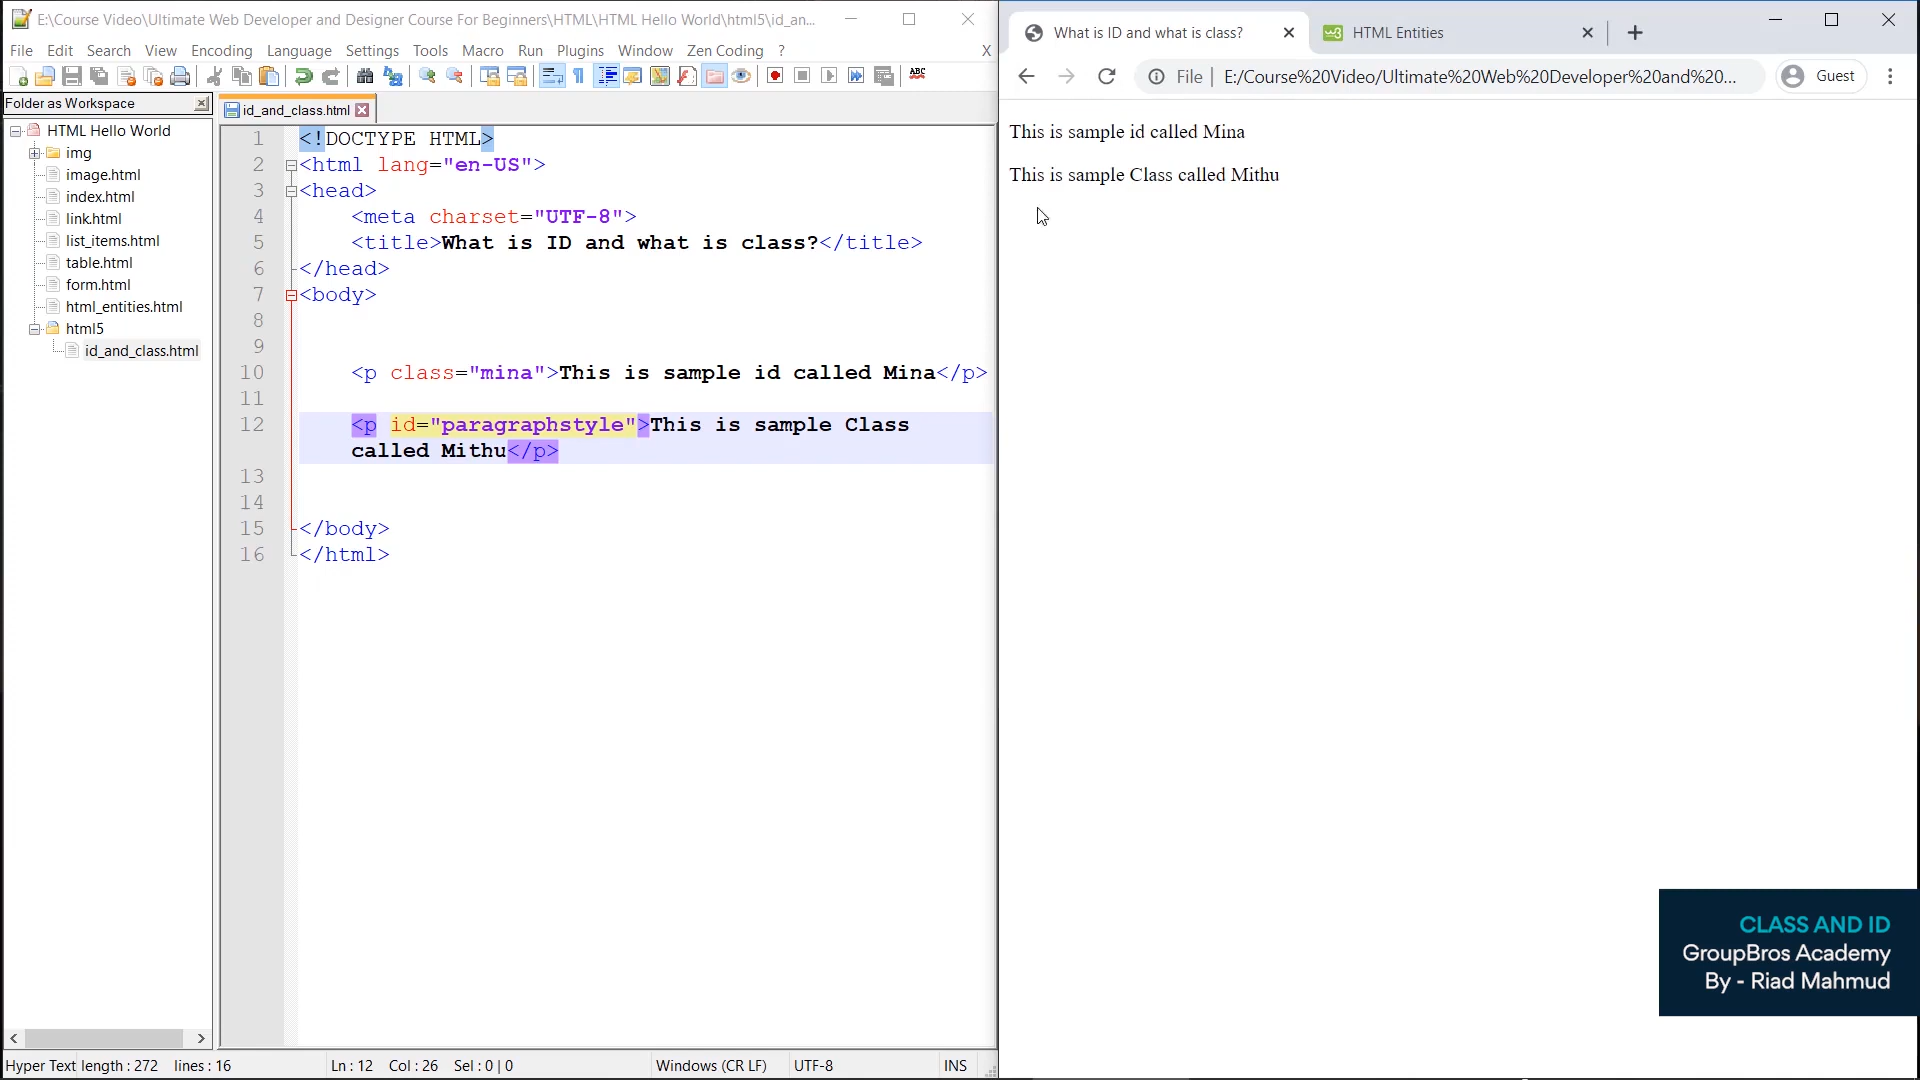 E:\Course Video\Ultimate Web Developer and Designer Course For Beginners\HTML\HTML Hello World\html5\id_an...
File Edit Search View Encoding Language Settings Tools Macro Run Plugins Window Zen Coding ? X
ABC
Folder as Workspace
HTML Hello World
img
image.html
index.html
link.html
list_items.html
table.html
form.html
html_entities.html
html5
id_and_class.html
id_and_class.html
1 <!DOCTYPE HTML>
2 <html lang="en-US">
3 <head>
4 <meta charset="UTF-8">
5 <title>What is ID and what is class?</title>
6 </head>
7 <body>
8
9
10 <p class="mina">This is sample id called Mina</p>
11
12 <p id="paragraphstyle">This is sample Class
called Mithu</p>
13
14
15 </body>
16 </html>
Hyper Text length : 272 lines : 16 Ln : 12 Col : 26 Sel : 0 | 0 Windows (CR LF) UTF-8 INS
What is ID and what is class?
HTML Entities
File | E:/Course%20Video/Ultimate%20Web%20Developer%20and%20...
Guest
This is sample id called Mina
This is sample Class called Mithu
CLASS AND ID
GroupBros Academy
By - Riad Mahmud